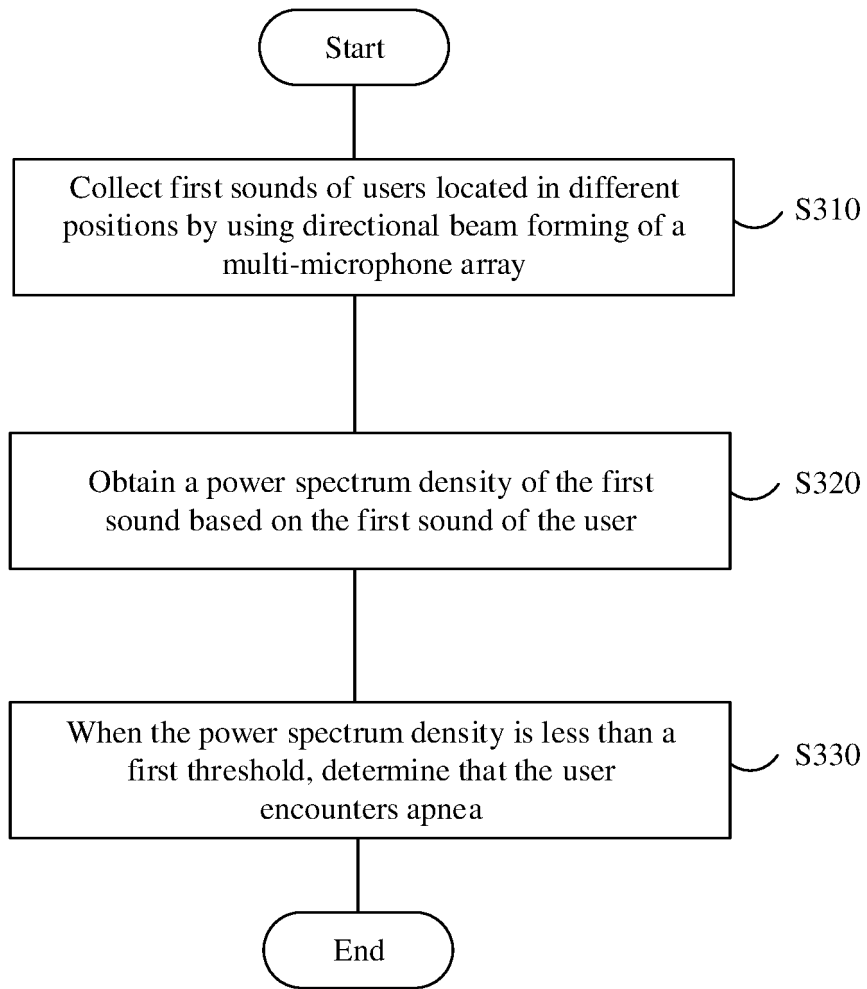 Start
Collect first sounds of users located in different
positions by using directional beam forming of a
multi-microphone array
S310
Obtain a power spectrum density of the first
sound based on the first sound of the user
S320
When the power spectrum density is less than a
first threshold, determine that the user
encounters apnea
S330
End